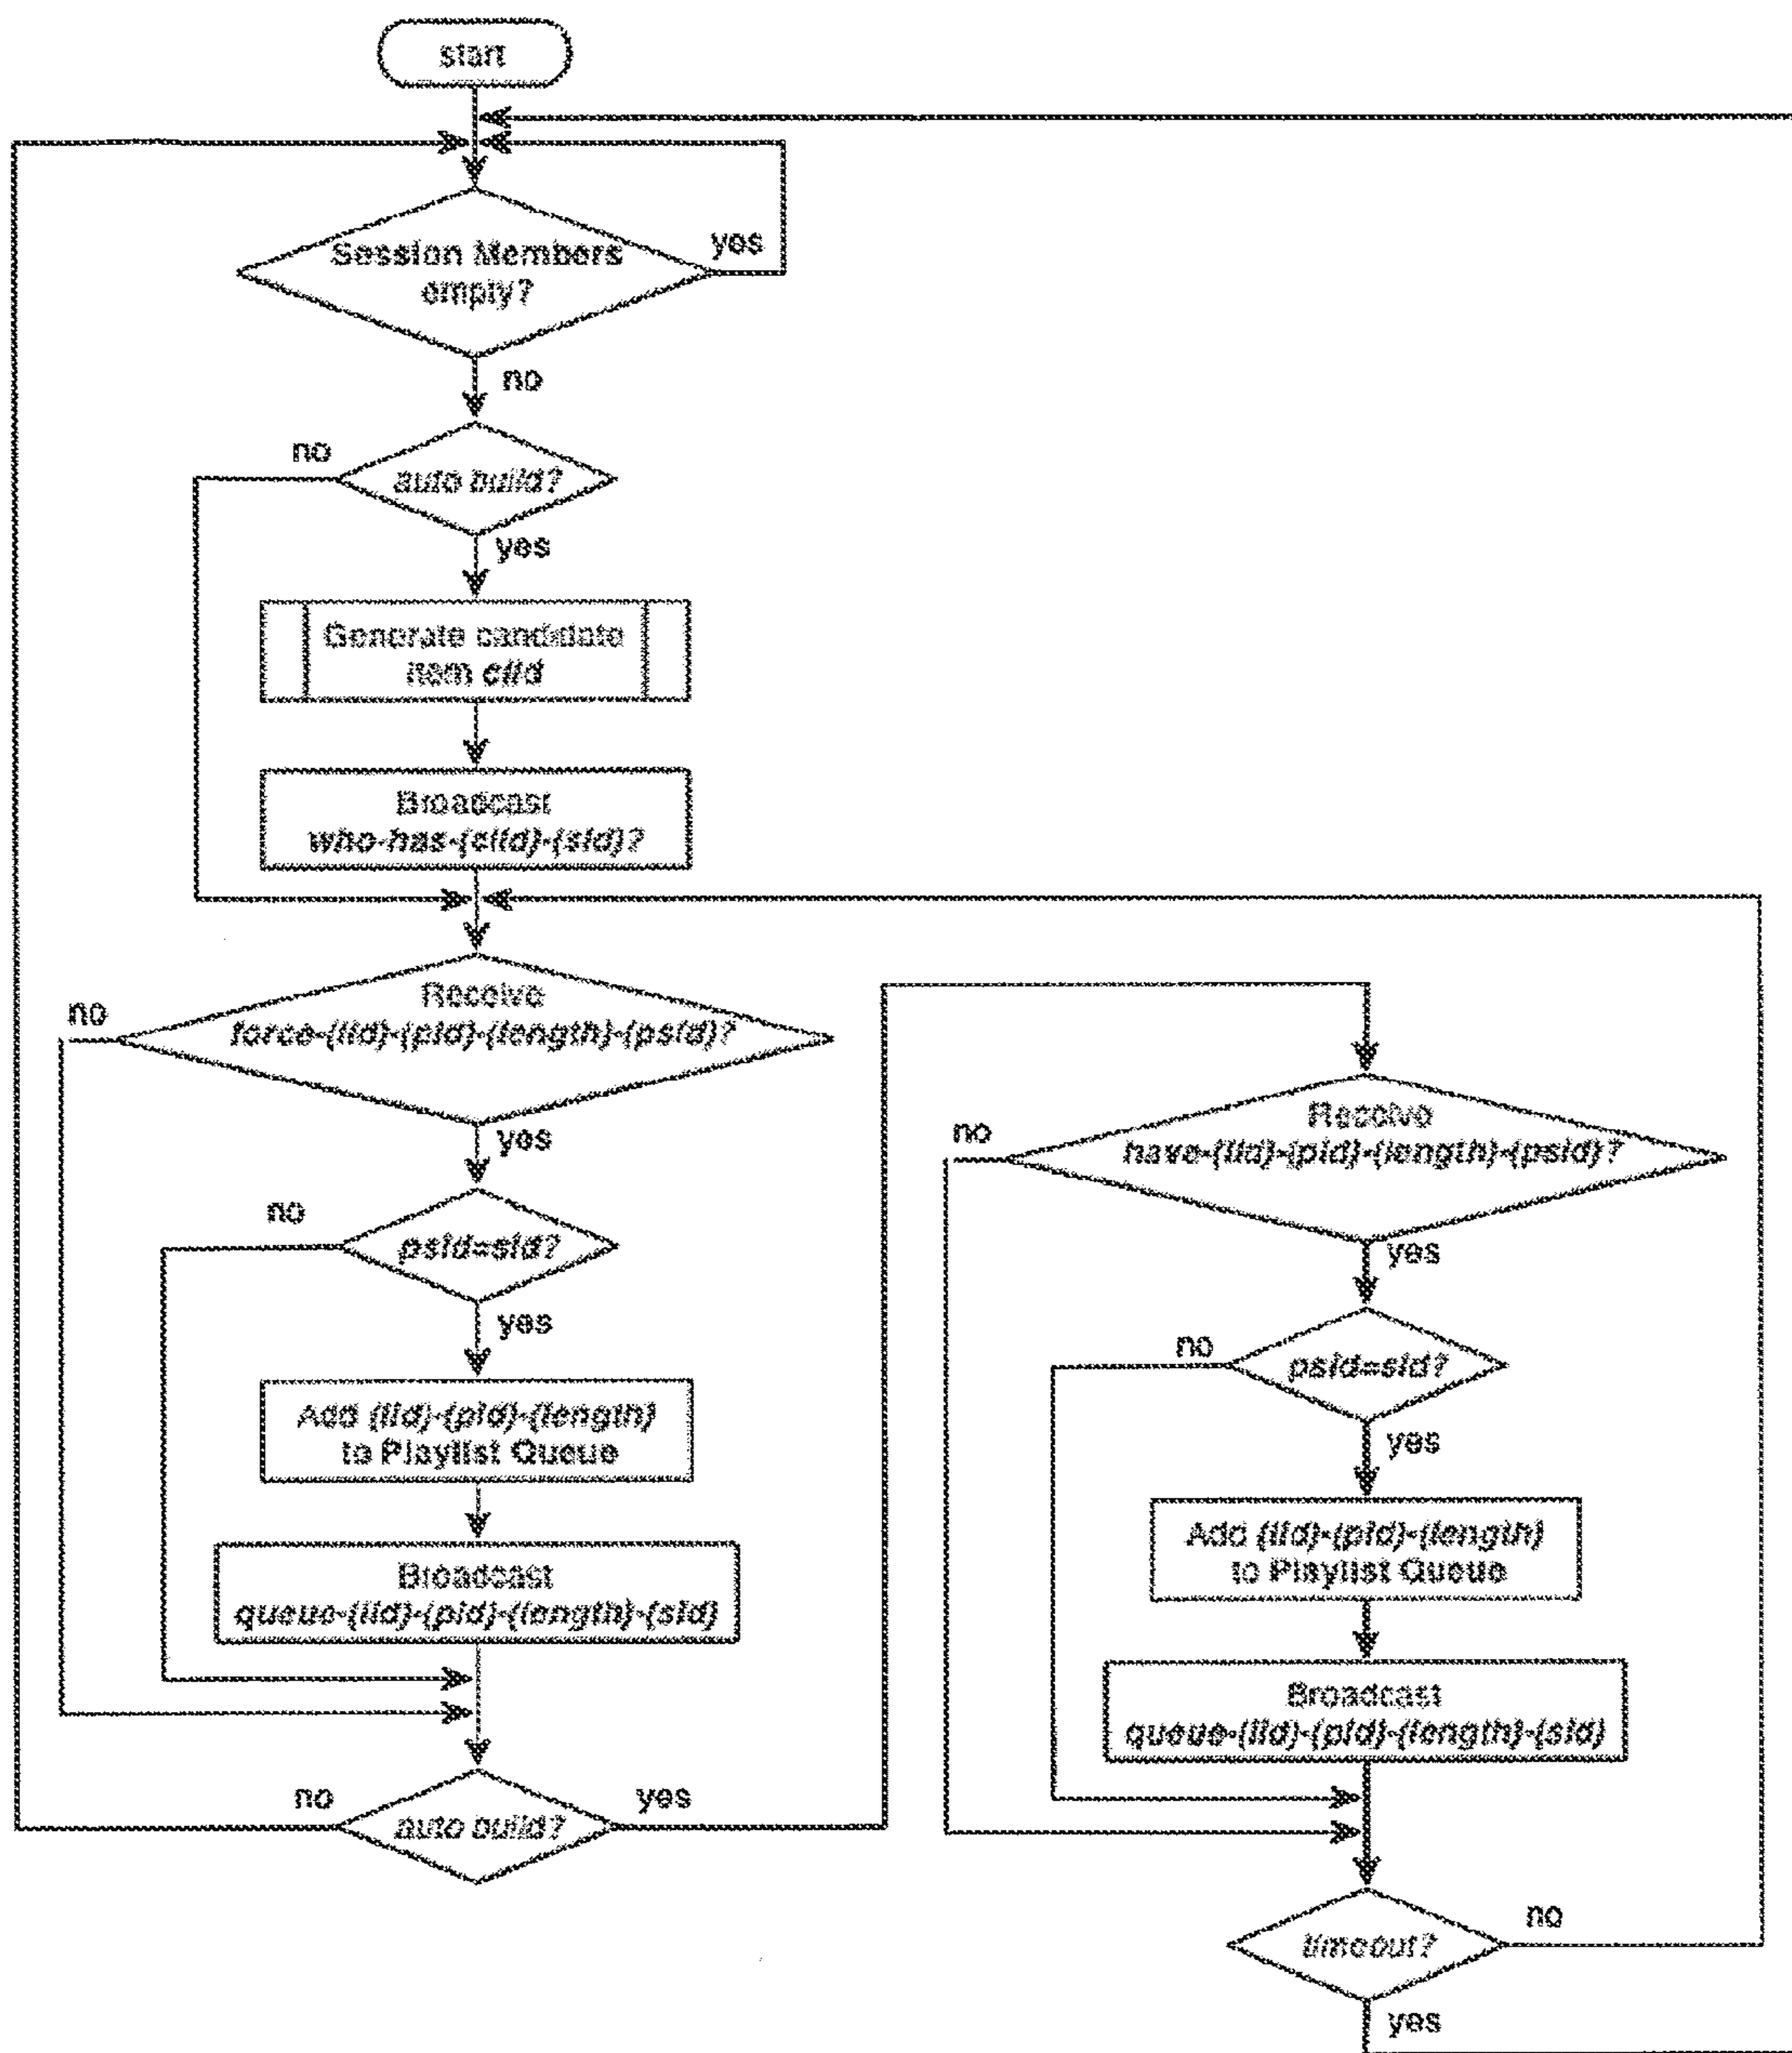 start
Session Members
empty?
yes
no
no
auto build?
yes
Generate candidate
item ciid
Broadcast
who-has-(ciid)-(sid)?
no
Receive
force-(iid)-(pid)-(length)-(psid)?
yes
no
psid=sid?
yes
Add (iid)-(pid)-(length)
to Playlist Queue
Broadcast
queue-(iid)-(pid)-(length)-(sid)
no
auto build?
yes
no
Receive
have-(iid)-(pid)-(length)-(psid)?
yes
no
psid=sid?
yes
Add (iid)-(pid)-(length)
to Playlist Queue
Broadcast
queue-(iid)-(pid)-(length)-(sid)
timeout?
no
yes